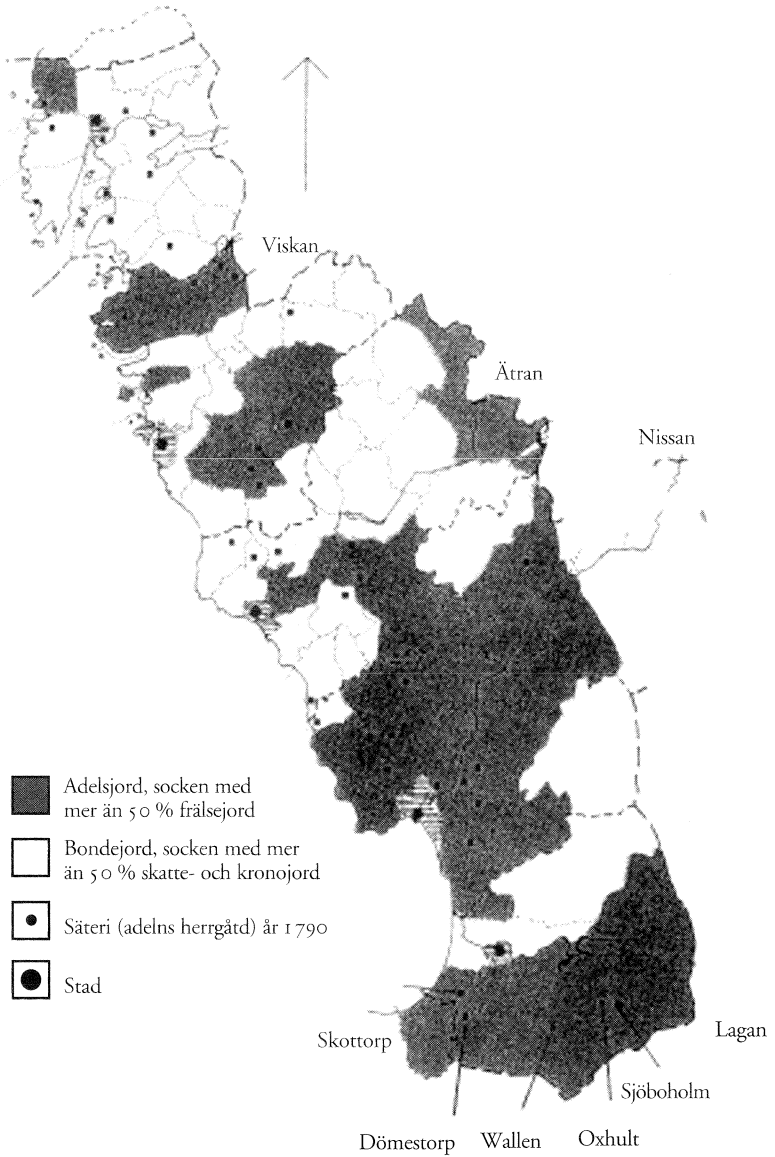 Viskan
Ätran
Nissan
Adelsjord, socken med
mer än 50 % frälsejord
Bondejord, socken med mer
än 50 % skatte- och kronojord
Säteri (adelns herrgåtd) år 1790
Stad
Skottorp
Lagan
Sjöboholm
Dömestorp
Wallen
Oxhult